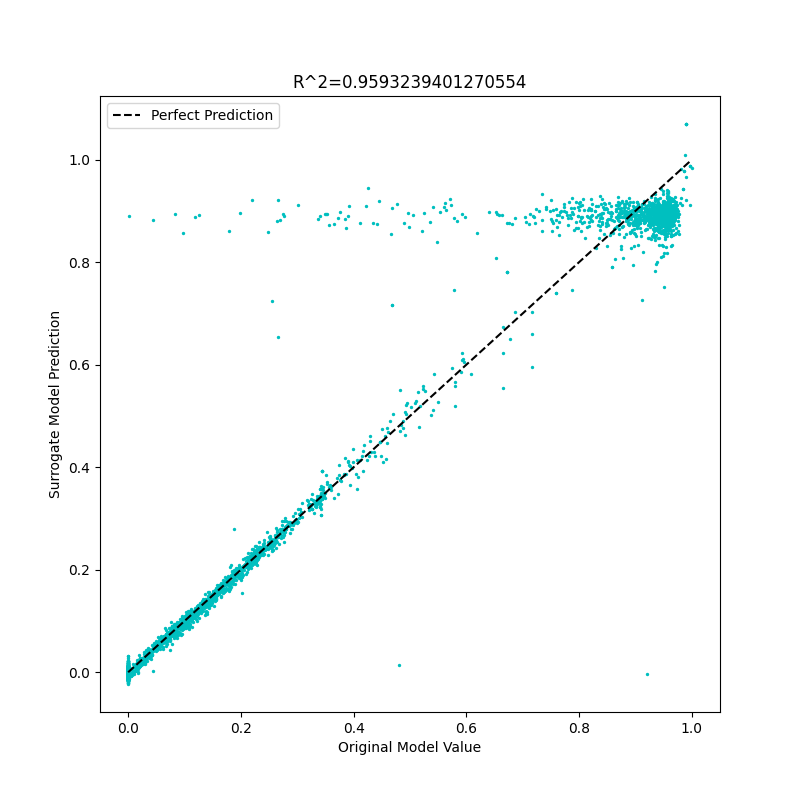 R^2=0.9593239401270554
Perfect Prediction
1.0
0.8
0.6
0.4
0.2
0.0
Surrogate Model Prediction
0.0 0.2 0.4 0.6 0.8 1.0
Original Model Value